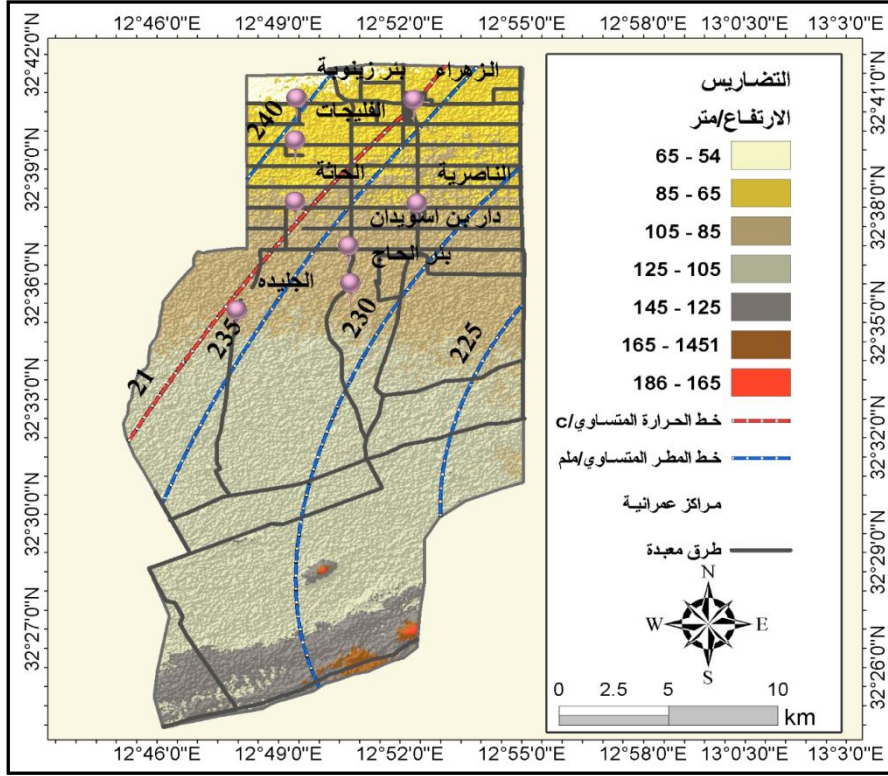 12°46'0"E 12°49'0"E 12°52'0"E 12°55'0"E 12°58'0"E 13°0'30"E 13°3'30"E
32°42'0"N
32°39'0"N
32°36'0"N
32°33'0"N
32°30'0"N
32°27'0"N
بئر زينوبية
الزهراء
240
الفليجات
الحاثة
الناصرية
دار بن اسويدان
بئر الحاج
الجليده
230
235
225
21
التضاريس
الارتفاع/متر
54 - 65
65 - 85
85 - 105
105 - 125
125 - 145
1451 - 165
165 - 186
خط الحرارة المتساوي/C
خط المطر المتساوي/ملم
مراكز عمرانية
طرق معبدة
N
W E
S
0 2.5 5 10
km
32°41'0"N
32°38'0"N
32°35'0"N
32°32'0"N
32°29'0"N
32°26'0"N
12°46'0"E 12°49'0"E 12°52'0"E 12°55'0"E 12°58'0"E 13°0'30"E 13°3'30"E